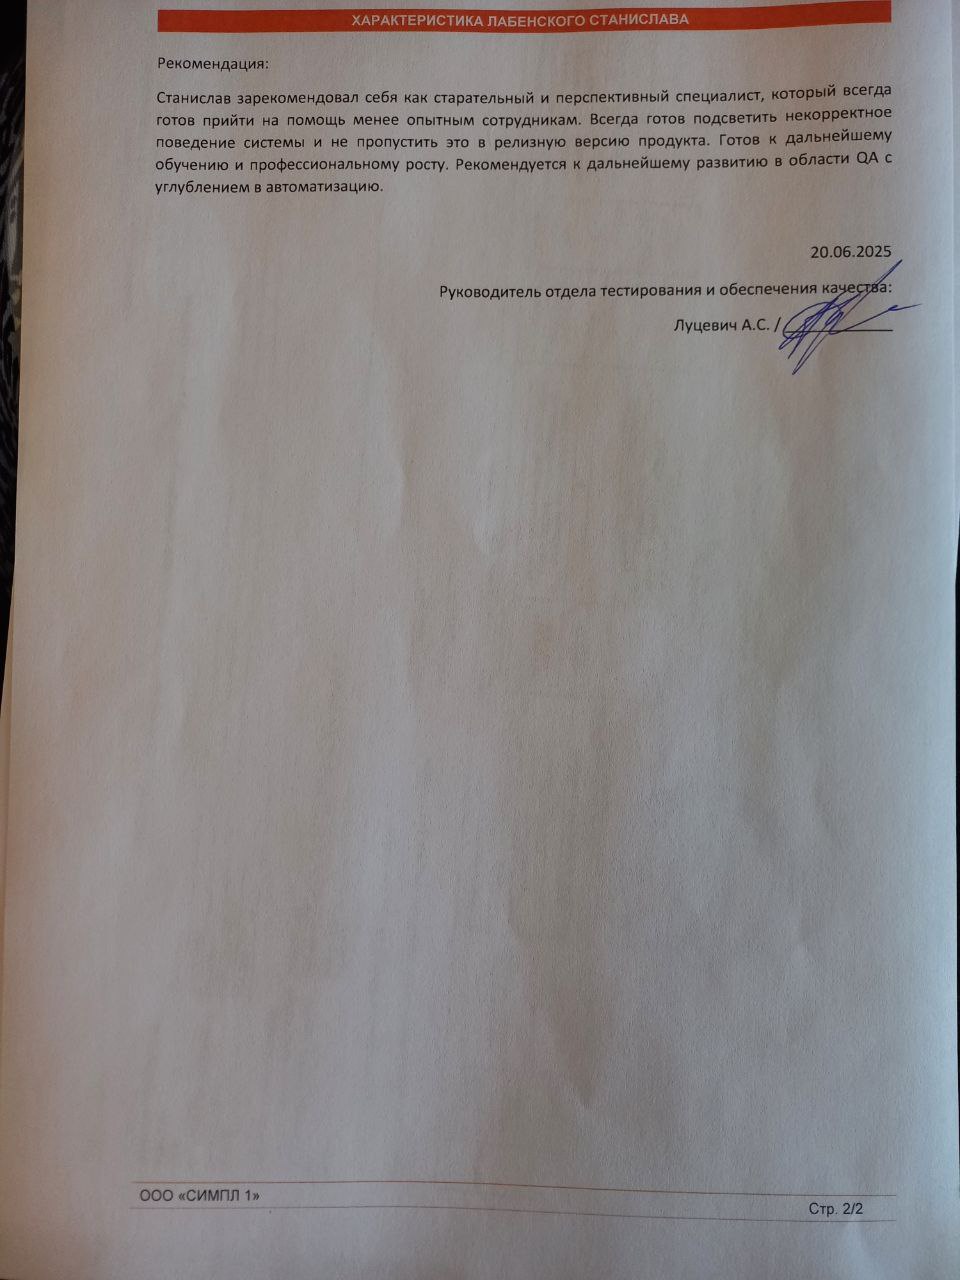 ХАРАКТЕРИСТИКА ЛАБЕНСКОГО СТАНИСЛАВА
Рекомендация:
Станислав зарекомендовал себя как старательный и перспективный специалист, который всегда
готов прийти на помощь менее опытным сотрудникам. Всегда готов подсветить некорректное
поведение системы и не пропустить это в релизную версию продукта. Готов к дальнейшему
обучению и профессиональному росту. Рекомендуется к дальнейшему развитию в области QA с
углублением в автоматизацию.
20.06.2025
Руководитель отдела тестирования и обеспечения качества:
Луцевич А.С. /
ООО «СИМПЛ 1»
Стр. 2/2